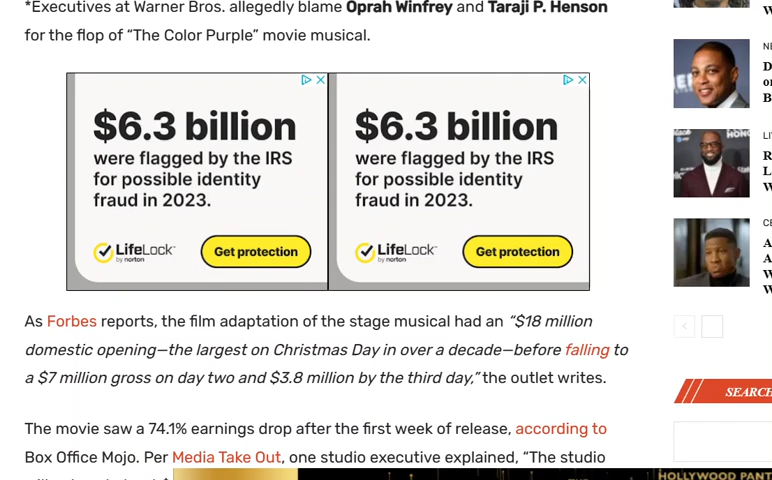 *Executives at Warner Bros. allegedly blame Oprah Winfrey and Taraji P. Henson
for the flop of “The Color Purple” movie musical.
$6.3 billion
were flagged by the IRS
for possible identity
fraud in 2023.
LifeLock
by norton
Get protection
$6.3 billion
were flagged by the IRS
for possible identity
fraud in 2023.
LifeLock
by norton
Get protection
As Forbes reports, the film adaptation of the stage musical had an “$18 million
domestic opening—the largest on Christmas Day in over a decade—before falling to
a $7 million gross on day two and $3.8 million by the third day,” the outlet writes.
The movie saw a 74.1% earnings drop after the first week of release, according to
Box Office Mojo. Per Media Take Out, one studio executive explained, “The studio
NE
D
LI
R
L
W
CE
A
A
W
SEARCH
HOLLYWOOD PANT